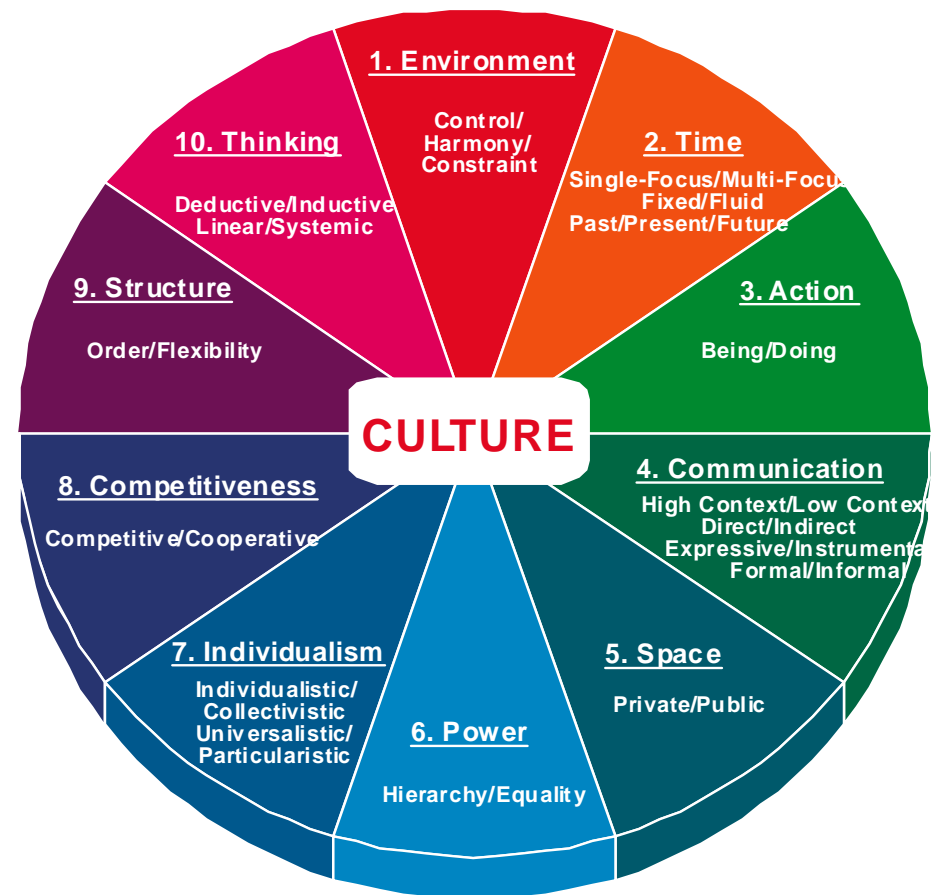 1. Environment
Control/
Harmony/
Constraint
2. Time
Single-Focus/Multi-Focus
Fixed/Fluid
Past/Present/Future
3. Action
Being/Doing
4. Communication
High Context/Low Context
Direct/Indirect
Expressive/Instrumenta
Formal/Informal
5. Space
Private/Public
6. Power
Hierarchy/Equality
7. Individualism
Individualistic/
Collectivistic
Universalistic/
Particularistic
8. Competitiveness
Competitive/Cooperative
9. Structure
Order/Flexibility
10. Thinking
Deductive/Inductive
Linear/Systemic
CULTURE